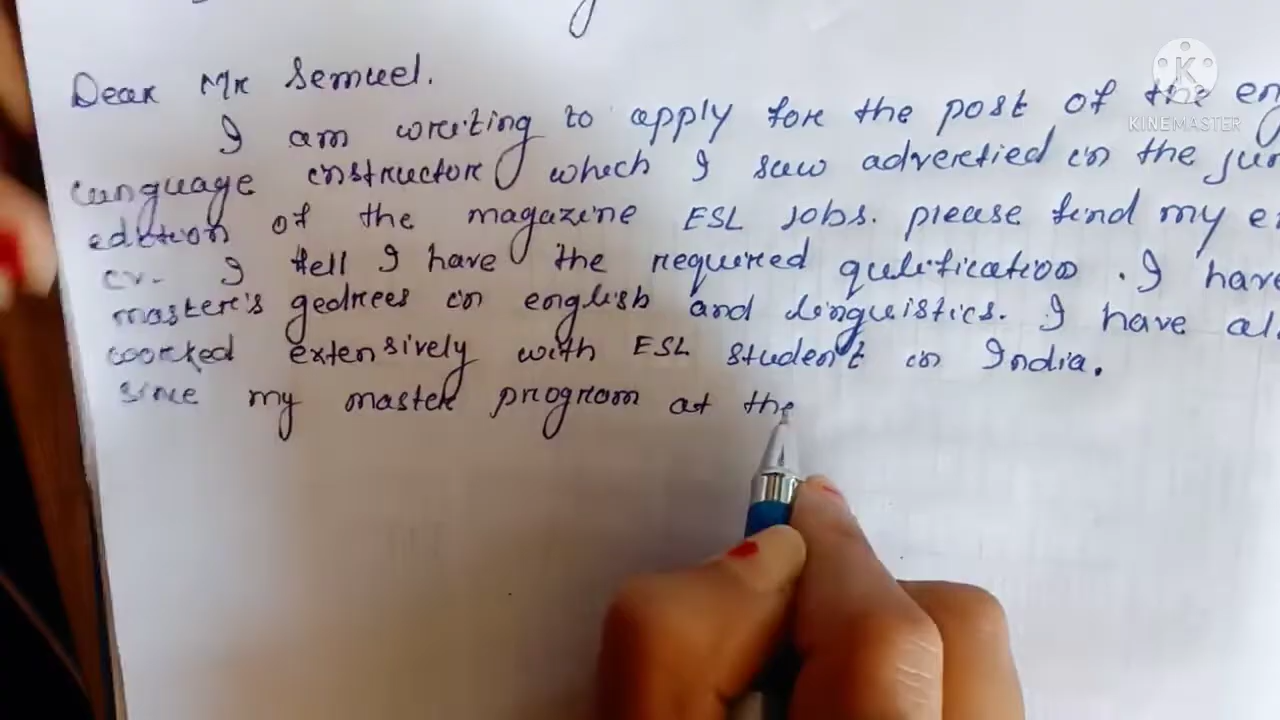 Dear Mr Semuel.
I am writing to apply for the post of the en
language instructor which I saw advertied in the jun
edition of the magazine ESL Jobs. please find my e
cv. I fell I have the required qulification. I have
master's gedrees in english and linguistics. I have al
worked extensively with ESL student in India.
since my master program at the
KINEMASTER